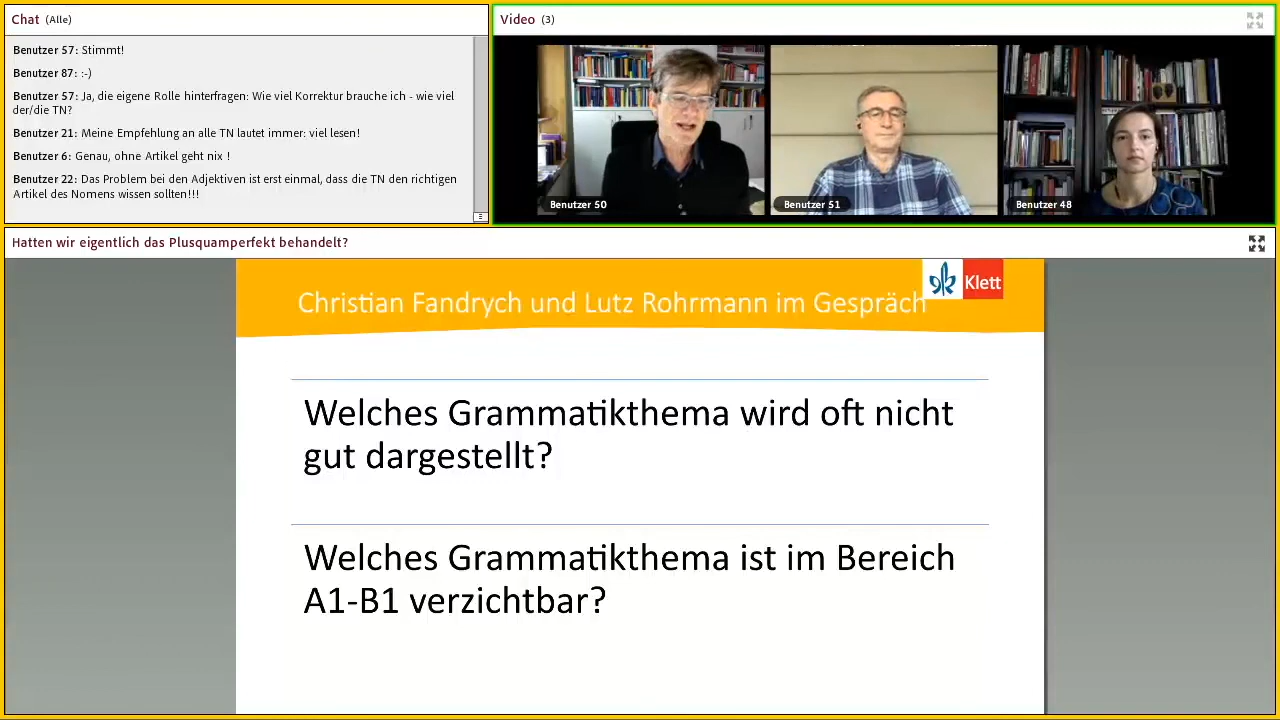 Chat (Alle)
Benutzer 57: Stimmt!
Benutzer 87: :-)
Benutzer 57: Ja, die eigene Rolle hinterfragen: Wie viel Korrektur brauche ich - wie viel
der/die TN?
Benutzer 21: Meine Empfehlung an alle TN lautet immer: viel lesen!
Benutzer 6: Genau, ohne Artikel geht nix !
Benutzer 22: Das Problem bei den Adjektiven ist erst einmal, dass die TN den richtigen
Artikel des Nomens wissen sollten!!!
Video (3)
Benutzer 50
Benutzer 51
Benutzer 48
Hatten wir eigentlich das Plusquamperfekt behandelt?
Christian Fandrych und Lutz Rohrmann im Gespräch
Klett
Welches Grammatikthema wird oft nicht
gut dargestellt?
Welches Grammatikthema ist im Bereich
A1-B1 verzichtbar?